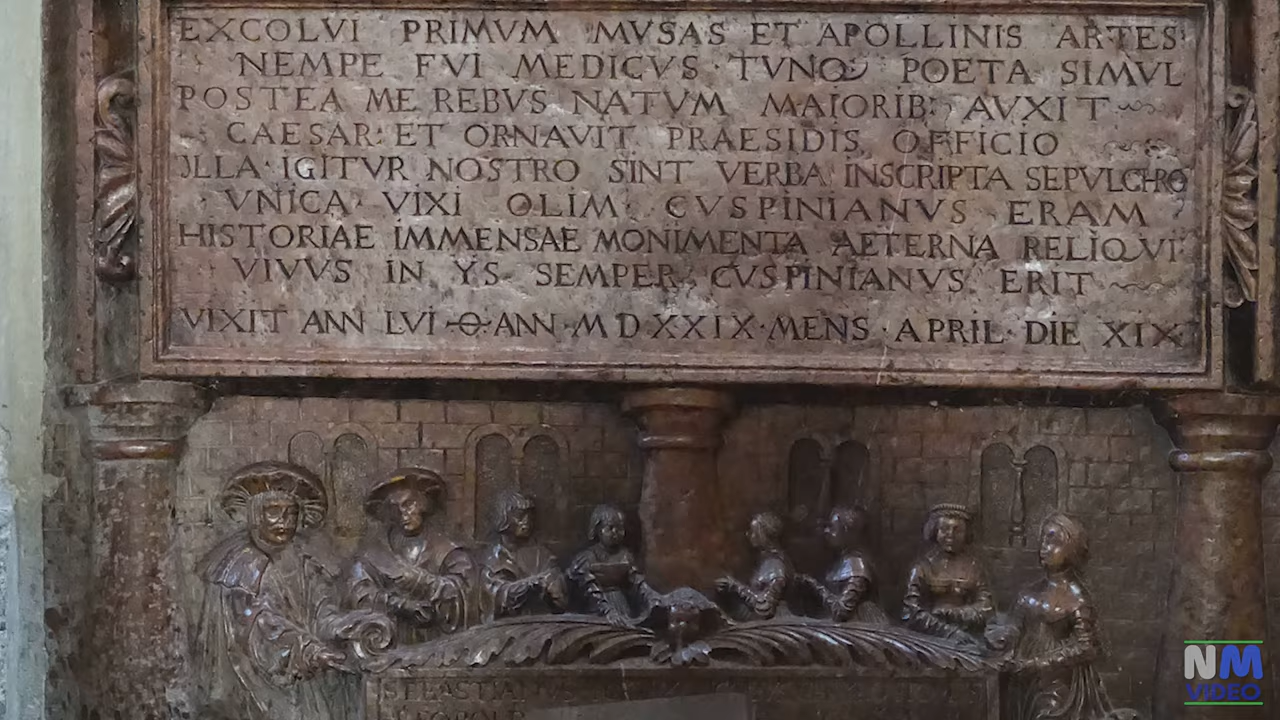 EXCOLVI PRIMVM MVSAS ET APOLLINIS ARTES
NEMPE FVI MEDICVS · TVNQ POETA SIMVL
POSTEA ME REBVS NATVM MAIORIB: AVXIT
CAESAR: ET ORNAVIT PRAESIDIS OFFICIO
OLLA · IGITVR NOSTRO SINT VERBA INSCRIPTA SEPVLCHRO
VNICA VIXI OLIM CVSPINIANVS ERAM
HISTORIAE IMMENSAE MONIMENTA AETERNA RELIQVI
VIVVS IN YS SEMPER CVSPINIANVS ERIT
VIXIT ANN LVI O ANN · M D XXIX · MENS · APRIL · DIE XIX
NM
VIDEO